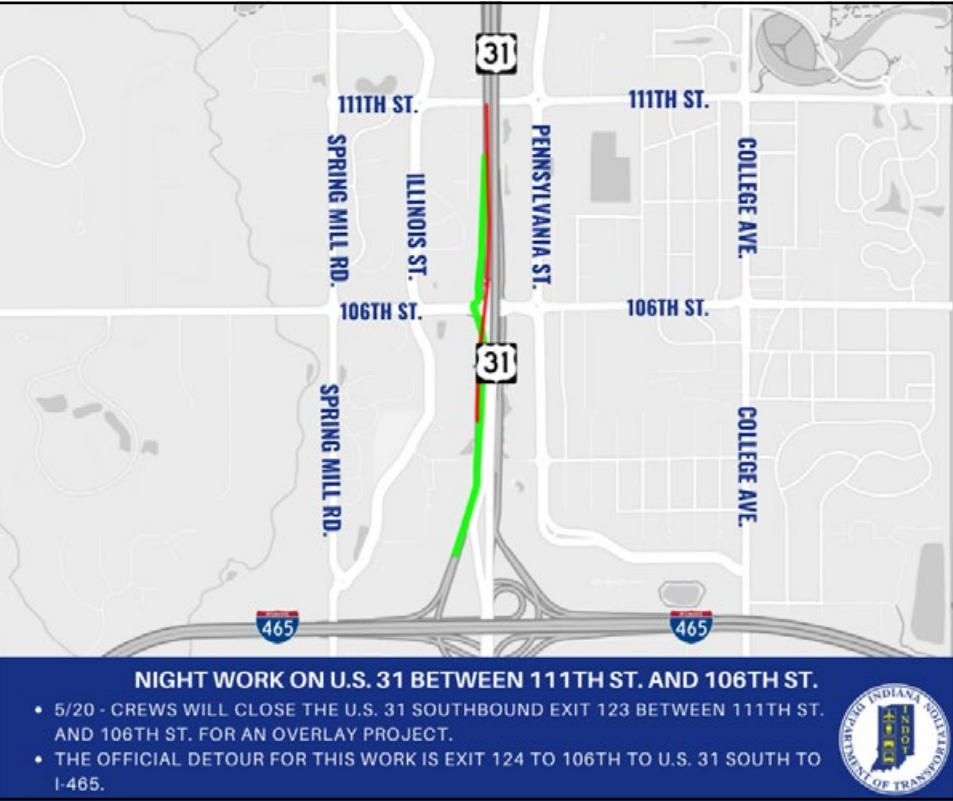 31
111TH ST.
111TH ST.
SPRING MILL RD.
ILLINOIS ST.
PENNSYLVANIA ST.
COLLEGE AVE.
106TH ST.
106TH ST.
31
SPRING MILL RD.
COLLEGE AVE.
465
465
NIGHT WORK ON U.S. 31 BETWEEN 111TH ST. AND 106TH ST.
• 5/20 - CREWS WILL CLOSE THE U.S. 31 SOUTHBOUND EXIT 123 BETWEEN 111TH ST.
AND 106TH ST. FOR AN OVERLAY PROJECT.
• THE OFFICIAL DETOUR FOR THIS WORK IS EXIT 124 TO 106TH TO U.S. 31 SOUTH TO
I-465.
INDIANA
DEPARTMENT OF TRANSPORTATION
INDOT